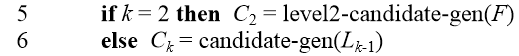 5 if k = 2 then C2 = level2-candidate-gen(F)
6 else Ck = candidate-gen(Lk-1)